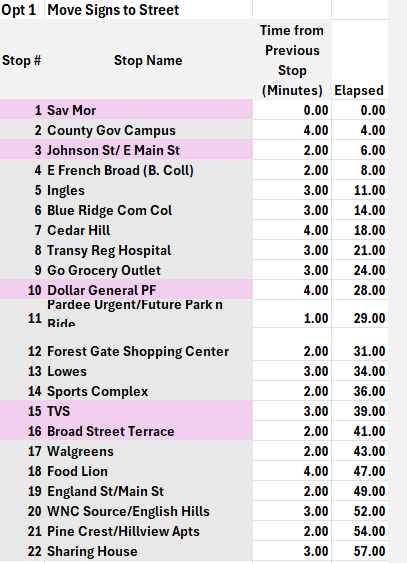 Opt 1 Move Signs to Street
Stop # Stop Name Time from Previous Stop (Minutes) Elapsed
1 Sav Mor 0.00 0.00
2 County Gov Campus 4.00 4.00
3 Johnson St/ E Main St 2.00 6.00
4 E French Broad (B. Coll) 2.00 8.00
5 Ingles 3.00 11.00
6 Blue Ridge Com Col 3.00 14.00
7 Cedar Hill 4.00 18.00
8 Transy Reg Hospital 3.00 21.00
9 Go Grocery Outlet 3.00 24.00
10 Dollar General PF 4.00 28.00
11 Pardee Urgent/Future Park n Ride 1.00 29.00
12 Forest Gate Shopping Center 2.00 31.00
13 Lowes 3.00 34.00
14 Sports Complex 2.00 36.00
15 TVS 3.00 39.00
16 Broad Street Terrace 2.00 41.00
17 Walgreens 2.00 43.00
18 Food Lion 4.00 47.00
19 England St/Main St 2.00 49.00
20 WNC Source/English Hills 3.00 52.00
21 Pine Crest/Hillview Apts 2.00 54.00
22 Sharing House 3.00 57.00